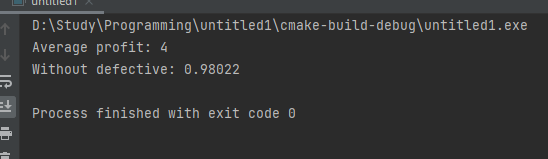 untitled1
D:\Study\Programming\untitled1\cmake-build-debug\untitled1.exe
Average profit: 4
Without defective: 0.98022
Process finished with exit code 0